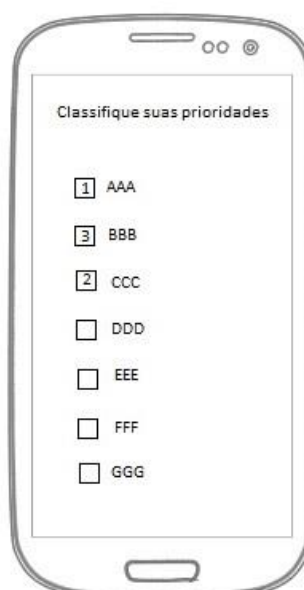 Classifique suas prioridades
1 AAA
3 BBB
2 CCC
DDD
EEE
FFF
GGG